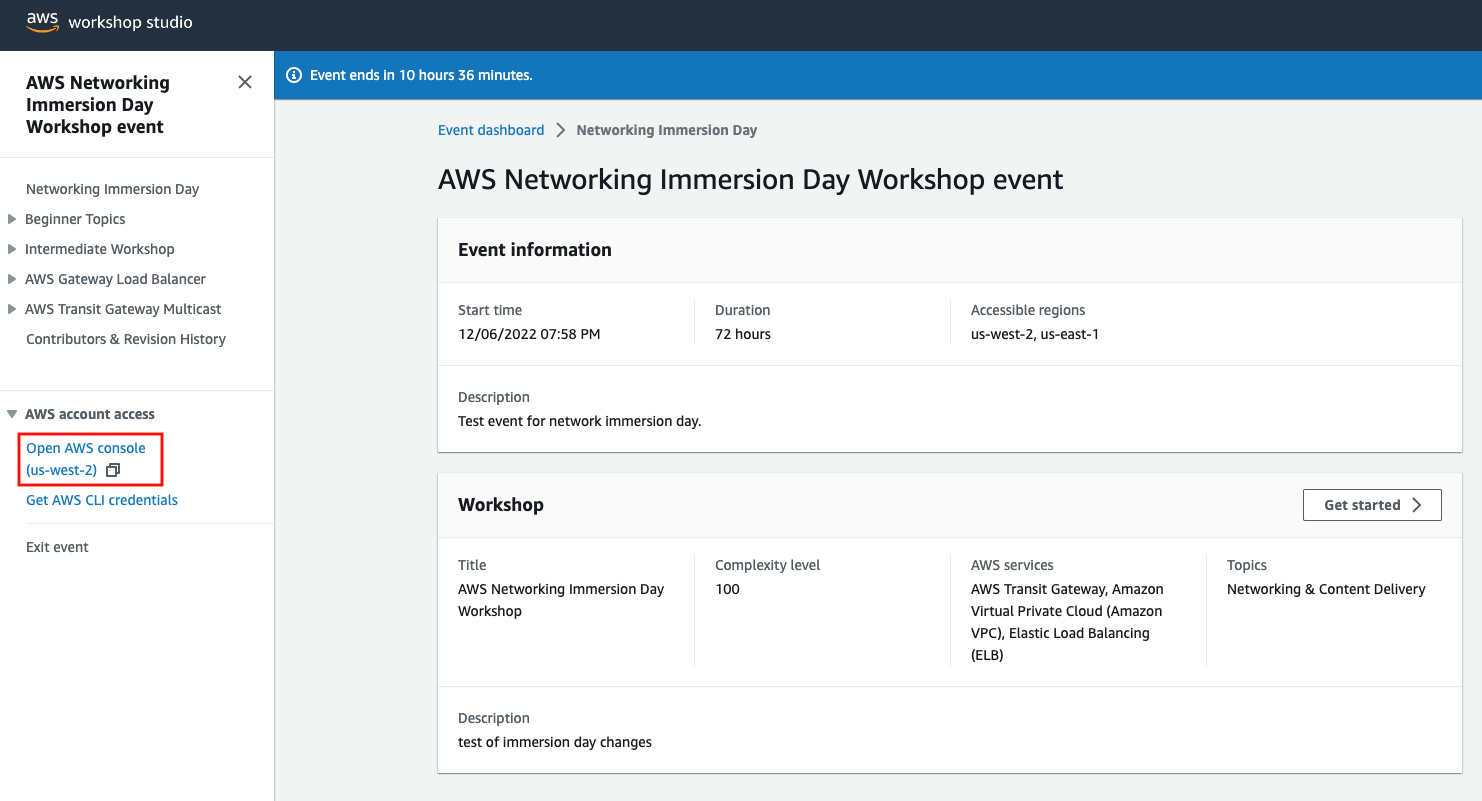 aws workshop studio
AWS Networking
Immersion Day
Workshop event
Networking Immersion Day
Beginner Topics
Intermediate Workshop
AWS Gateway Load Balancer
AWS Transit Gateway Multicast
Contributors & Revision History
AWS account access
Open AWS console
(us-west-2)
Get AWS CLI credentials
Exit event
Event ends in 10 hours 36 minutes.
Event dashboard
Networking Immersion Day
AWS Networking Immersion Day Workshop event
Event information
Start time
12/06/2022 07:58 PM
Duration
72 hours
Accessible regions
us-west-2, us-east-1
Description
Test event for network immersion day.
Workshop
Get started
Title
AWS Networking Immersion Day
Workshop
Complexity level
100
AWS services
AWS Transit Gateway, Amazon
Virtual Private Cloud (Amazon
VPC), Elastic Load Balancing
(ELB)
Topics
Networking & Content Delivery
Description
test of immersion day changes